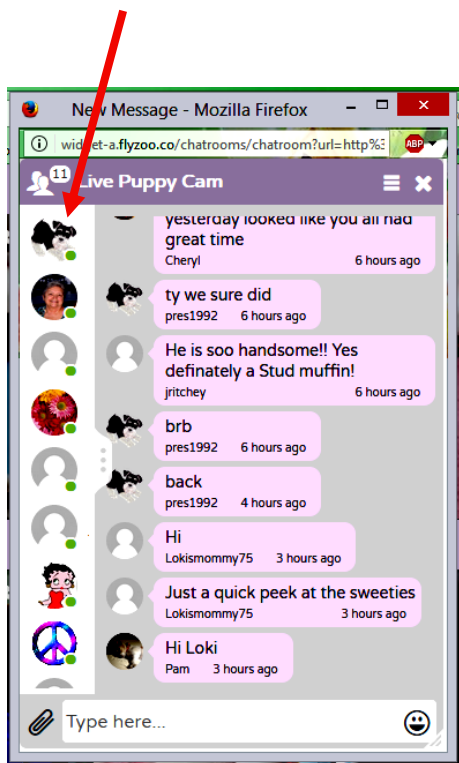 New Message - Mozilla Firefox
widget-a.flyzoo.co/chatrooms/chatroom?url=http%3
ABP
11
Live Puppy Cam
yesterday looked like you all had
great time
Cheryl 6 hours ago
ty we sure did
pres1992 6 hours ago
He is soo handsome!! Yes
definately a Stud muffin!
jritchey 6 hours ago
brb
pres1992 6 hours ago
back
pres1992 4 hours ago
Hi
Lokismommy75 3 hours ago
Just a quick peek at the sweeties
Lokismommy75 3 hours ago
Hi Loki
Pam 3 hours ago
Type here...